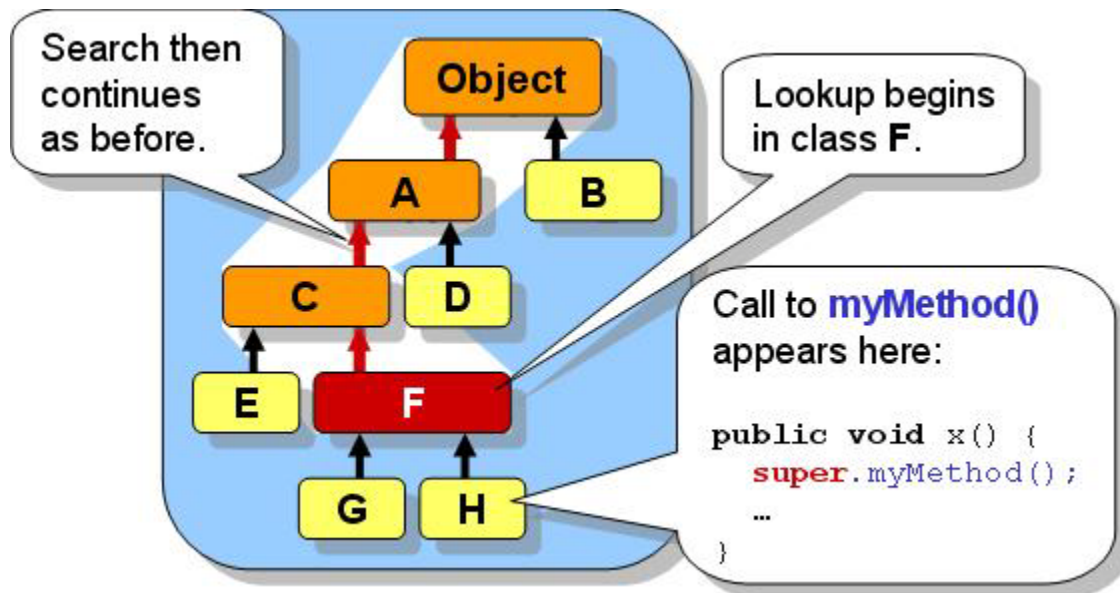 Search then
continues
as before.
Object
Lookup begins
in class F.
A
B
C
D
Call to myMethod()
appears here:
E
F
public void x() {
super.myMethod();
…
}
G
H